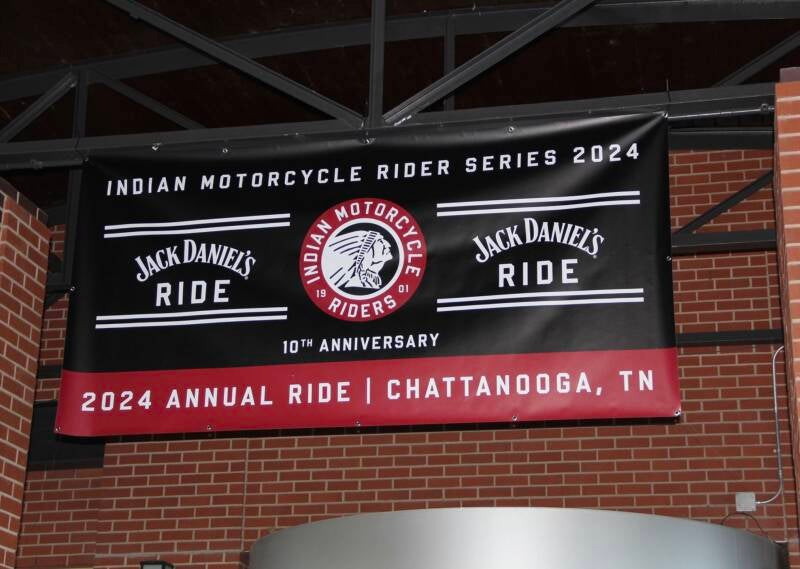 INDIAN MOTORCYCLE RIDER SERIES 2024
JACK DANIEL'S
RIDE
INDIAN MOTORCYCLE
19 01
RIDERS
JACK DANIEL'S
RIDE
10TH ANNIVERSARY
2024 ANNUAL RIDE | CHATTANOOGA, TN